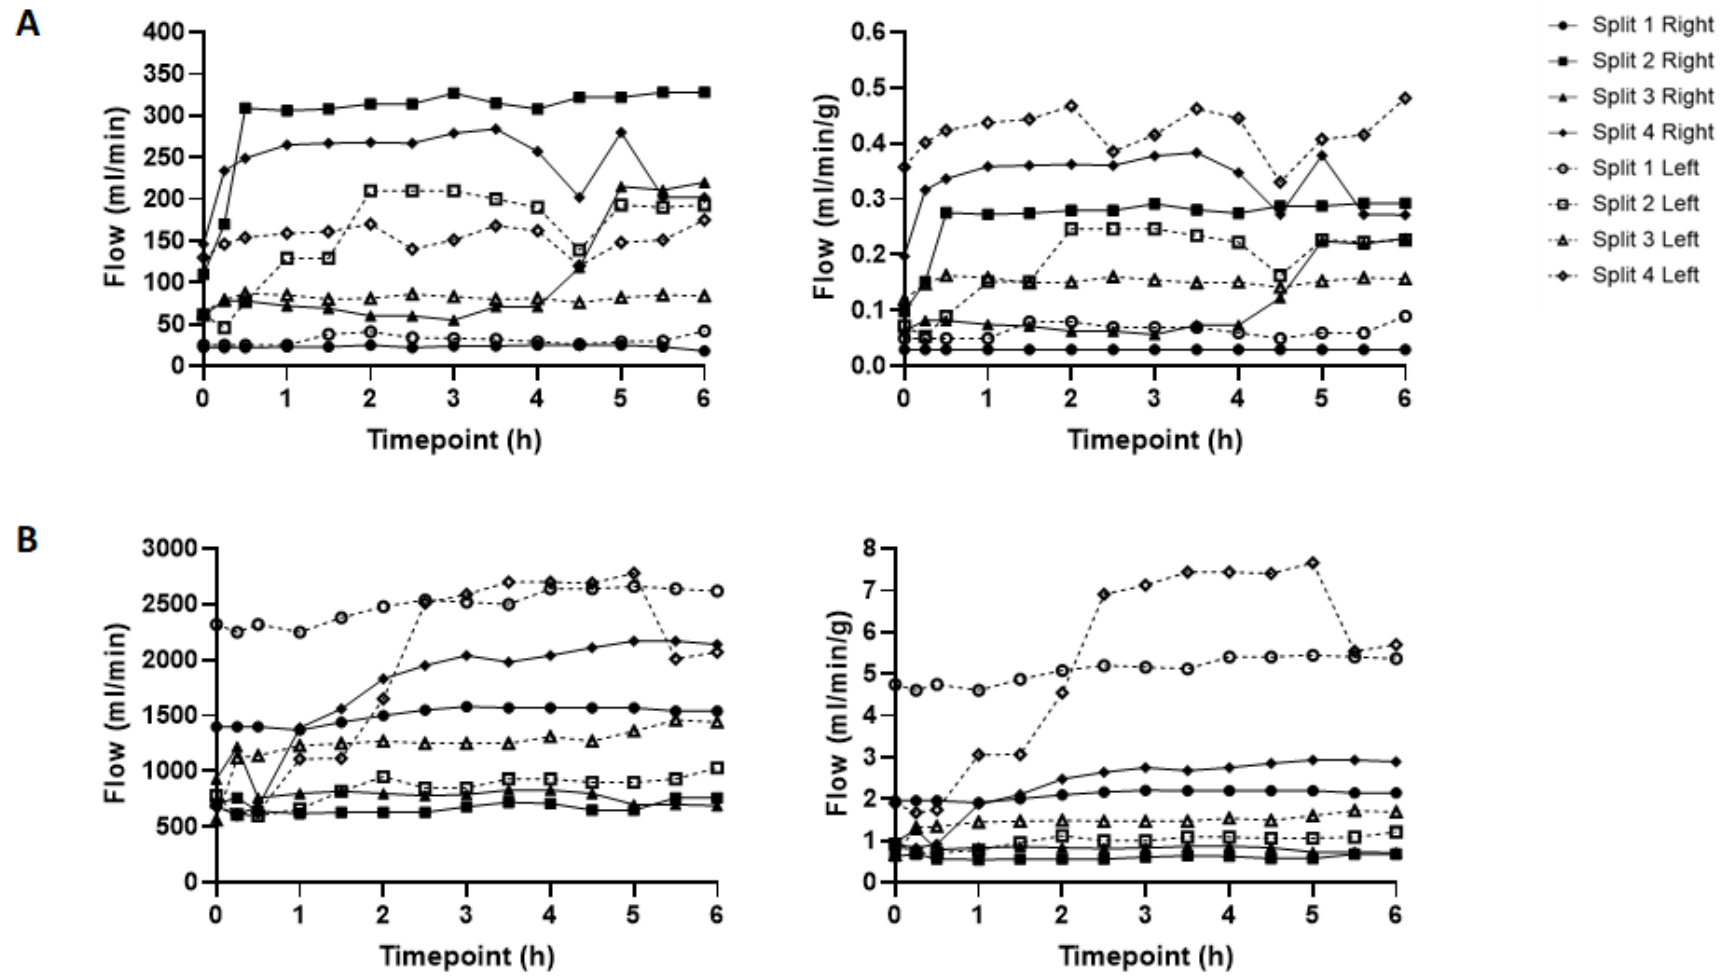 A
400
350
300
250
200
150
100
50
0
Flow (ml/min)
0 1 2 3 4 5 6
Timepoint (h)
0.6
0.5
0.4
0.3
0.2
0.1
0.0
Flow (ml/min/g)
0 1 2 3 4 5 6
Timepoint (h)
Split 1 Right
Split 2 Right
Split 3 Right
Split 4 Right
Split 1 Left
Split 2 Left
Split 3 Left
Split 4 Left
B
3000
2500
2000
1500
1000
500
0
Flow (ml/min)
0 1 2 3 4 5 6
Timepoint (h)
8
7
6
5
4
3
2
1
0
Flow (ml/min/g)
0 1 2 3 4 5 6
Timepoint (h)